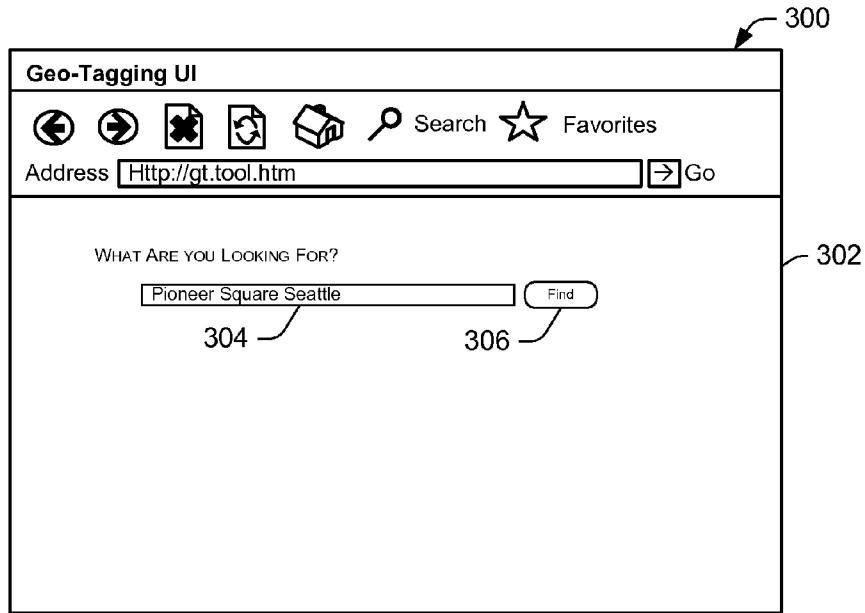 300
Geo-Tagging UI
Search Favorites
Address Http://gt.tool.htm Go
WHAT ARE YOU LOOKING FOR?
302
Pioneer Square Seattle Find
304 306